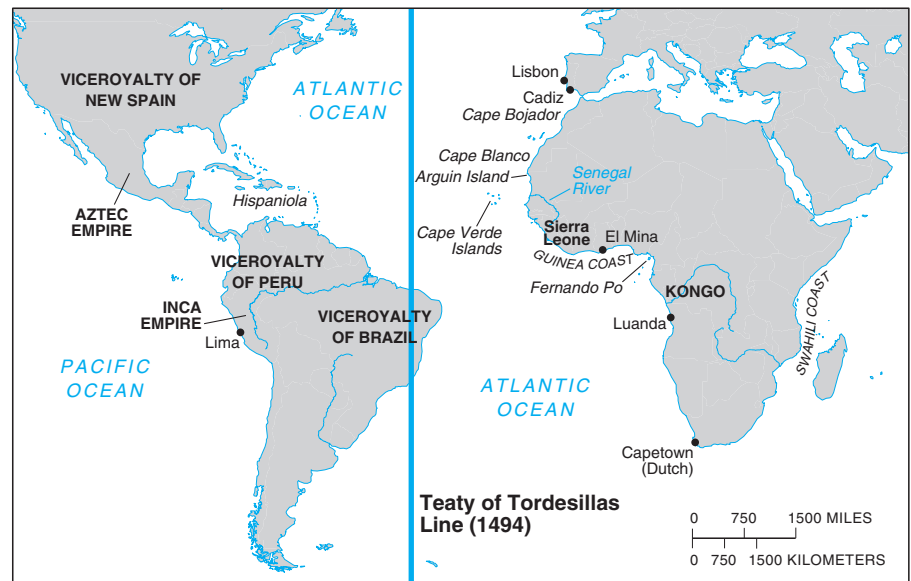 VICEROYALTY OF
NEW SPAIN
ATLANTIC
OCEAN
Lisbon
Cadiz
Cape Bojador
Cape Blanco
Arguin Island
Senegal
River
Hispaniola
AZTEC
EMPIRE
Cape Verde
Islands
Sierra
Leone
El Mina
GUINEA COAST
Fernando Po
VICEROYALTY
OF PERU
KONGO
SWAHILI COAST
INCA
EMPIRE
Lima
VICEROYALTY
OF BRAZIL
Luanda
PACIFIC
OCEAN
ATLANTIC
OCEAN
Capetown
(Dutch)
Teaty of Tordesillas
Line (1494)
0 750 1500 MILES
0 750 1500 KILOMETERS